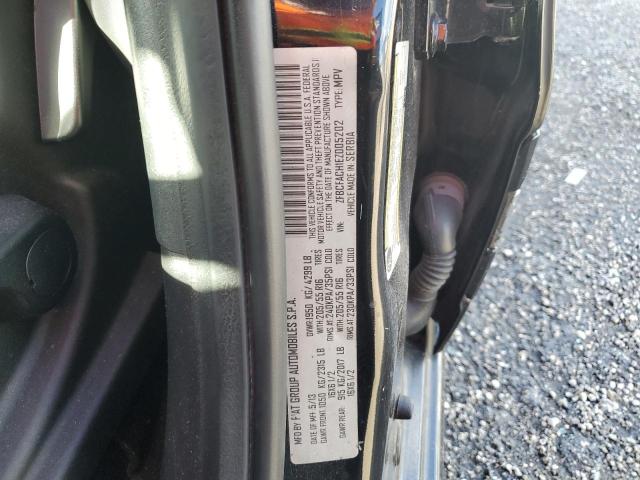 MFD BY F'AT GROUP AUTOMOBILES S.P.A.
DATE OF MF 5/13 GVWR:1950 KG/ 4299 LB
GAWR FRONT:1050 KG/2315 LB WITH:205/55 R16 TIRES
16X6 1/2 RIMS AT:240KPA/35PSI COLD
GAWR REAR: 915 KG/2017 LB WITH:205/55 R16 TIRES
16X6 1/2 RIMS AT:230KPA/33PSI COLD
THIS VEHICLE CONFORMS TO ALL APPLICABLE U.S.A. FEDERAL
MOTOR VEHICLE SAFETY AND THEFT PREVENTION STANDARDS I
EFFECT ON THE DATE OF MANUFACTURE SHOWN ABOVE
VIN: ZFBCFACH1EZ005202 TYPE:MPV
VEHICLE MADE IN SERBIA